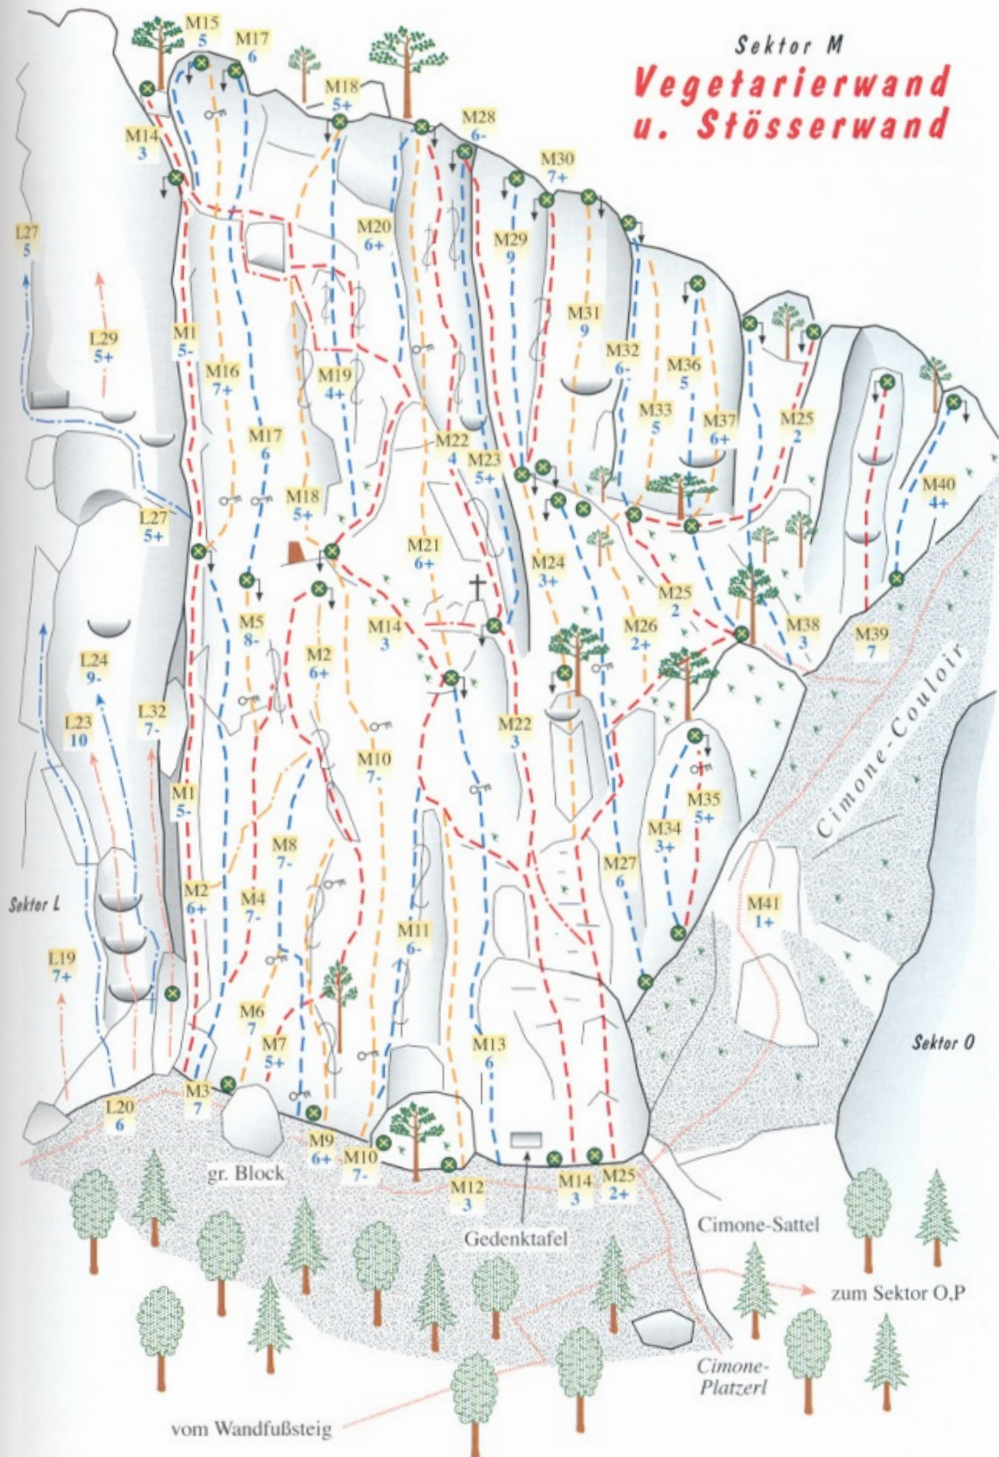 Sektor M
Vegetarierwand
u. Stösserwand
M15
5
M17
6
M18
5+
M28
6-
M14
3
M30
7+
L27
5
M20
6+
M29
9
M31
9
L29
5+
M1
5-
M16
7+
M19
4+
M32
6-
M36
5
M33
5
M37
6+
M25
2
M17
6
M22
4
M23
5+
M18
5+
M40
4+
L27
5+
M21
6+
M24
3+
M25
2
M5
8-
M14
3
M26
2+
M38
3
M39
7
M2
6+
L24
9-
L23
10
L32
7-
M22
3
M10
7-
Cimone-Couloir
M1
5-
M35
5+
M34
3+
M8
7-
M27
6
M2
6+
M4
7-
Sektor L
M41
1+
M11
6-
L19
7+
M6
7
M7
5+
M13
6
Sektor O
M3
7
L20
6
M9
6+
M10
7-
gr. Block
M12
3
M14
3
M25
2+
Gedenktafel
Cimone-Sattel
zum Sektor O,P
Cimone-
Platzerl
vom Wandfußsteig